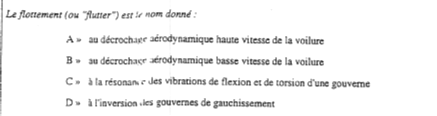 Le flottement (ou "flutter") est le nom donné :
A » au décrochage aérodynamique haute vitesse de la voilure
B » au décrochage aérodynamique basse vitesse de la voilure
C » à la résonance des vibrations de flexion et de torsion d'une gouverne
D » à l'inversion des gouvernes de gauchissement